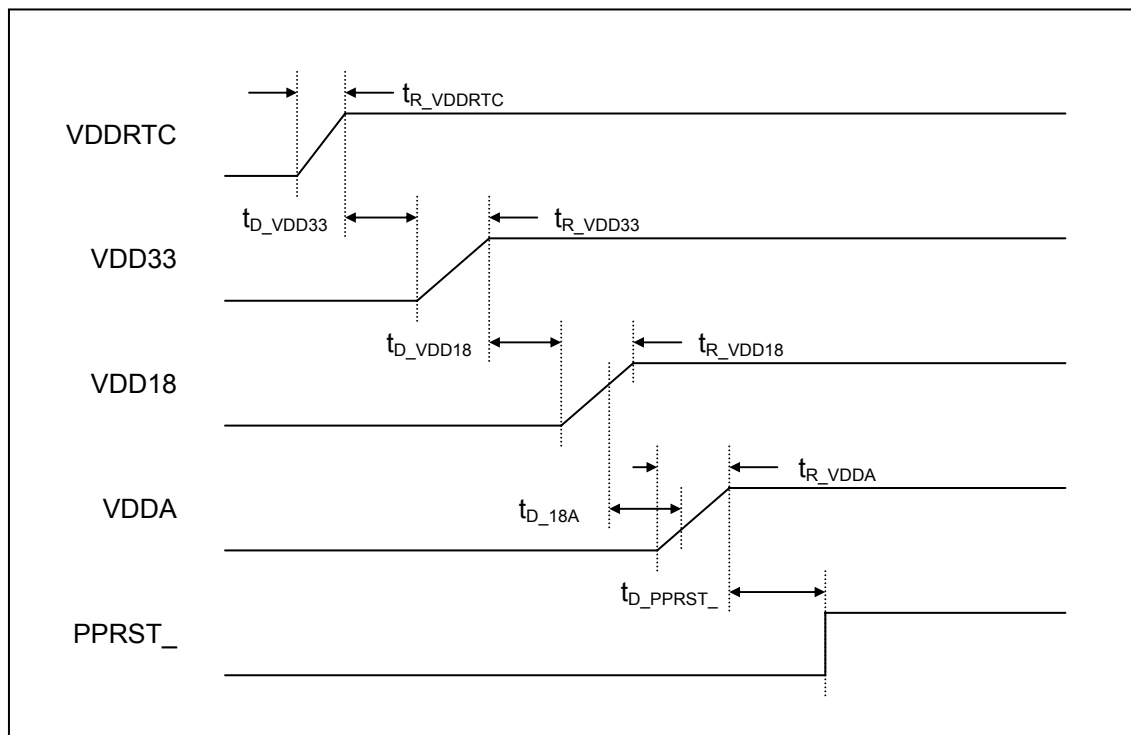 t_R_VDDRTC
VDDRTC
t_D_VDD33
t_R_VDD33
VDD33
t_D_VDD18
t_R_VDD18
VDD18
t_R_VDDA
VDDA
t_D_18A
t_D_PPRST_
PPRST_